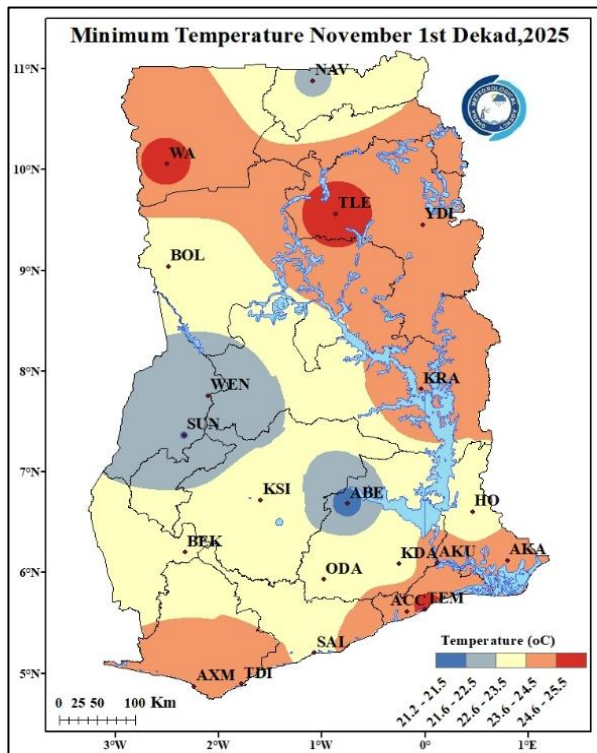 Minimum Temperature November 1st Dekad,2025
11°N
NAV
GHANA METEOROLOGICAL AGENCY
10°N
WA
TLE
YDI
BOL
9°N
8°N
WEN
KRA
SUN
7°N
KSI
ABE
HO
BEK
6°N
ODA
KDA
AKU
AKA
ACC
TEM
SAL
5°N
AXM
TDI
Temperature (oC)
21.2 - 21.5
21.6 - 22.5
22.6 - 23.5
23.6 - 24.5
24.6 - 25.5
0 25 50 100 Km
3°W
2°W
1°W
0°
1°E